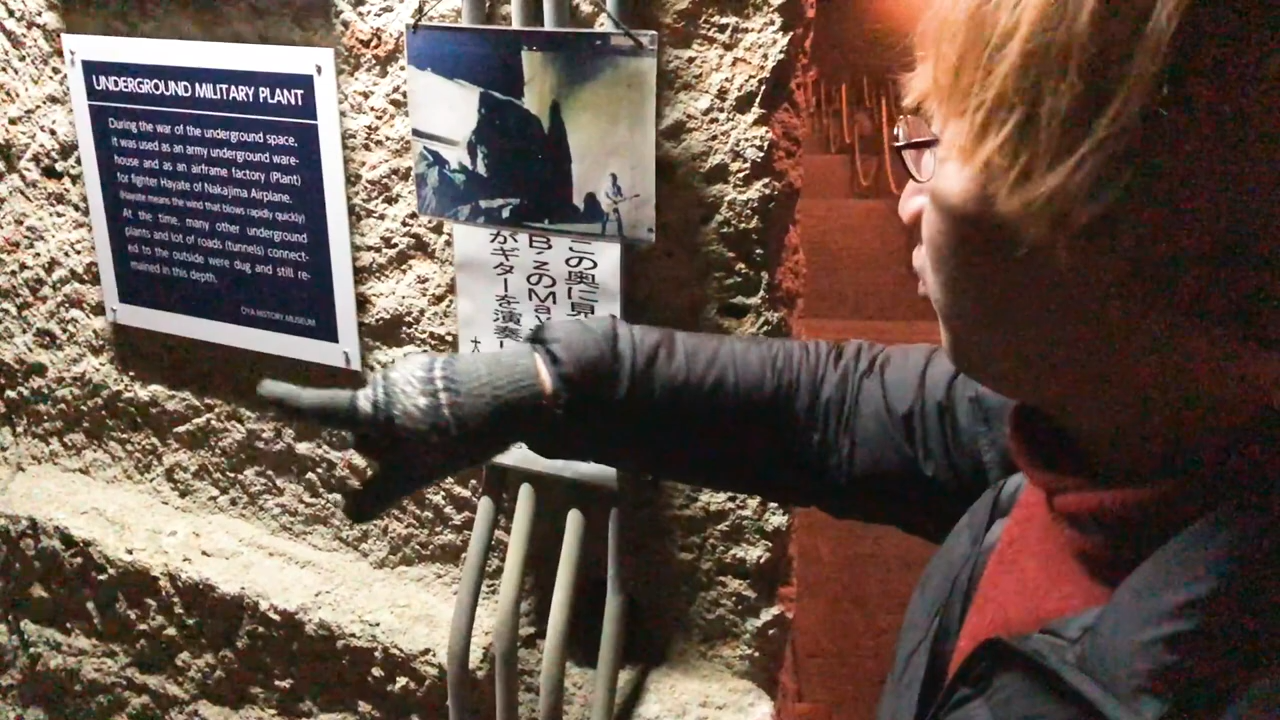 UNDERGROUND MILITARY PLANT
During the war of the underground space,
it was used as an army underground ware-
house and as an airframe factory (Plant)
for fighter Hayate of Nakajima Airplane.
(Hayate means the wind that blows rapidly quickly)
At the time, many other underground
plants and lot of roads (tunnels) connect-
ed to the outside were dug and still re-
mained in this depth.
OYA HISTORY MUSEUM
この奥に見
B'zのMa
がギターを演奏
大